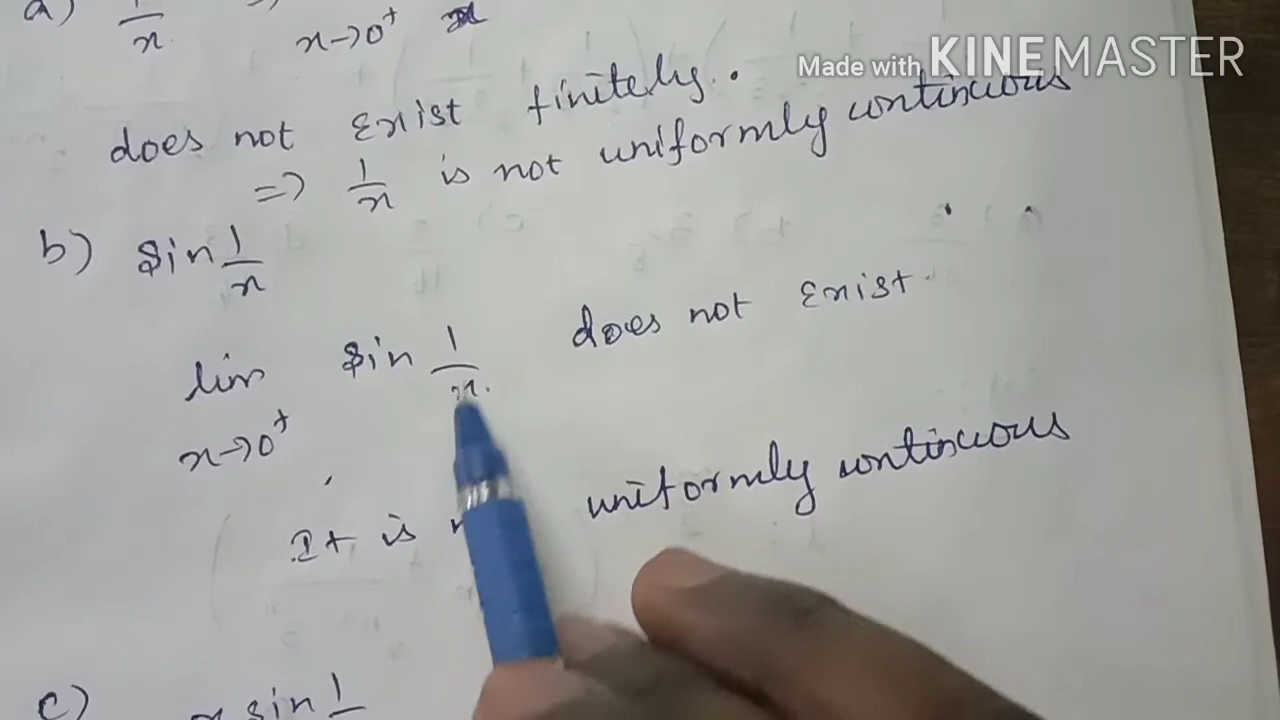 a) 1/x => x→0⁺ x
Made with KINEMASTER
does not Exist finitely.
=> 1/x is not uniformly continuous
b) Sin 1/x
lim Sin 1/x does not Exist.
x→0⁺
It is uniformly continuous
c) x sin 1